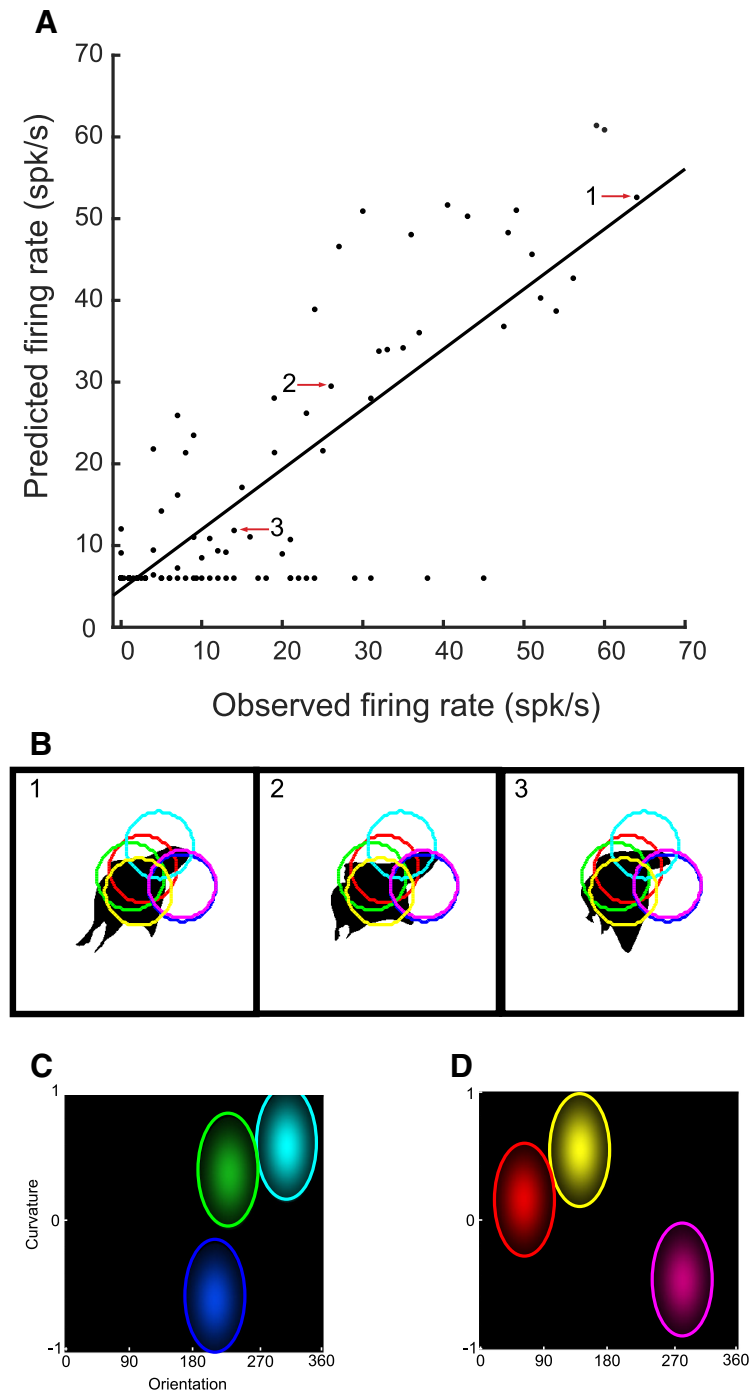 A
70
60
50
40
30
20
10
0
Predicted firing rate (spk/s)
1
2
3
0 10 20 30 40 50 60 70
Observed firing rate (spk/s)
B
1 2 3
C D
1
0
-1
Curvature
0 90 180 270 360
Orientation
1
0
-1
0 90 180 270 360